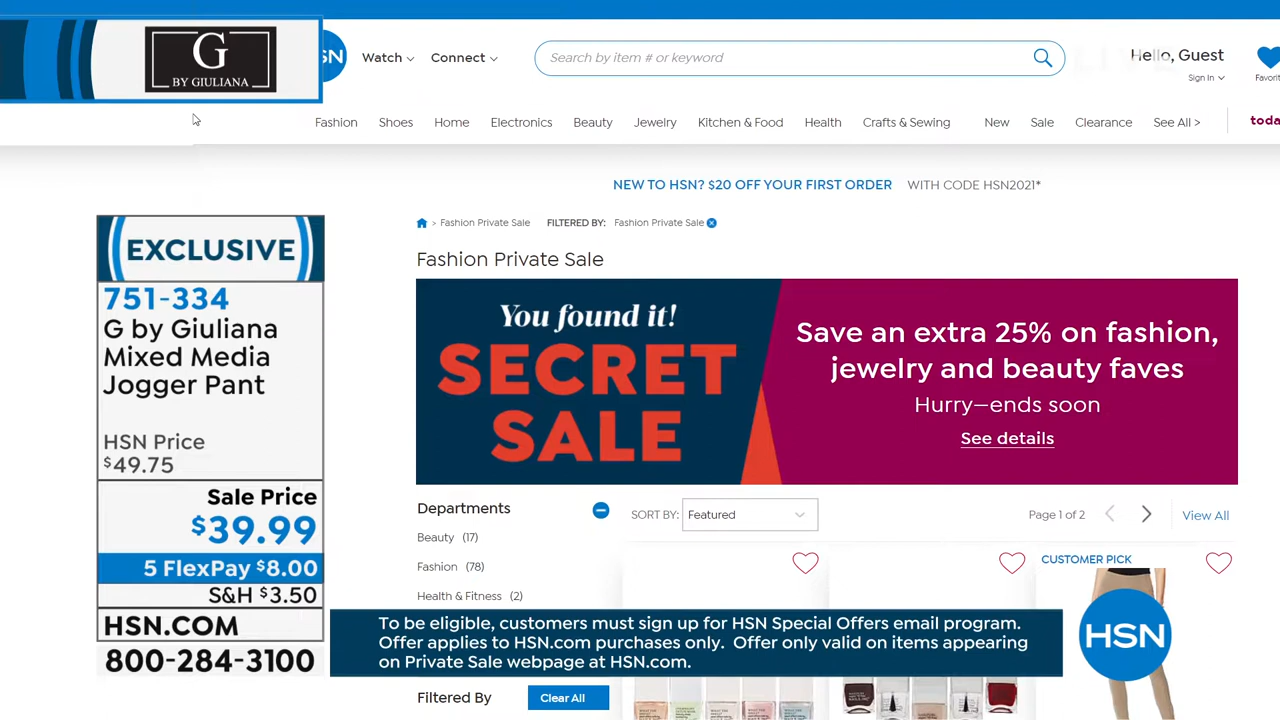 G
BY GIULIANA
SN
Watch
Connect
Search by item # or keyword
Hello, Guest
Sign In
Favori
Fashion
Shoes
Home
Electronics
Beauty
Jewelry
Kitchen & Food
Health
Crafts & Sewing
New
Sale
Clearance
See All >
toda
NEW TO HSN? $20 OFF YOUR FIRST ORDER WITH CODE HSN2021*
> Fashion Private Sale FILTERED BY: Fashion Private Sale
Fashion Private Sale
You found it!
SECRET
SALE
Save an extra 25% on fashion,
jewelry and beauty faves
Hurry—ends soon
See details
EXCLUSIVE
751-334
G by Giuliana
Mixed Media
Jogger Pant
HSN Price
$49.75
Sale Price
$39.99
5 FlexPay $8.00
S&H $3.50
HSN.COM
800-284-3100
Departments
Beauty (17)
Fashion (78)
Health & Fitness (2)
SORT BY: Featured
Page 1 of 2
View All
CUSTOMER PICK
To be eligible, customers must sign up for HSN Special Offers email program.
Offer applies to HSN.com purchases only. Offer only valid on items appearing
on Private Sale webpage at HSN.com.
HSN
Filtered By
Clear All